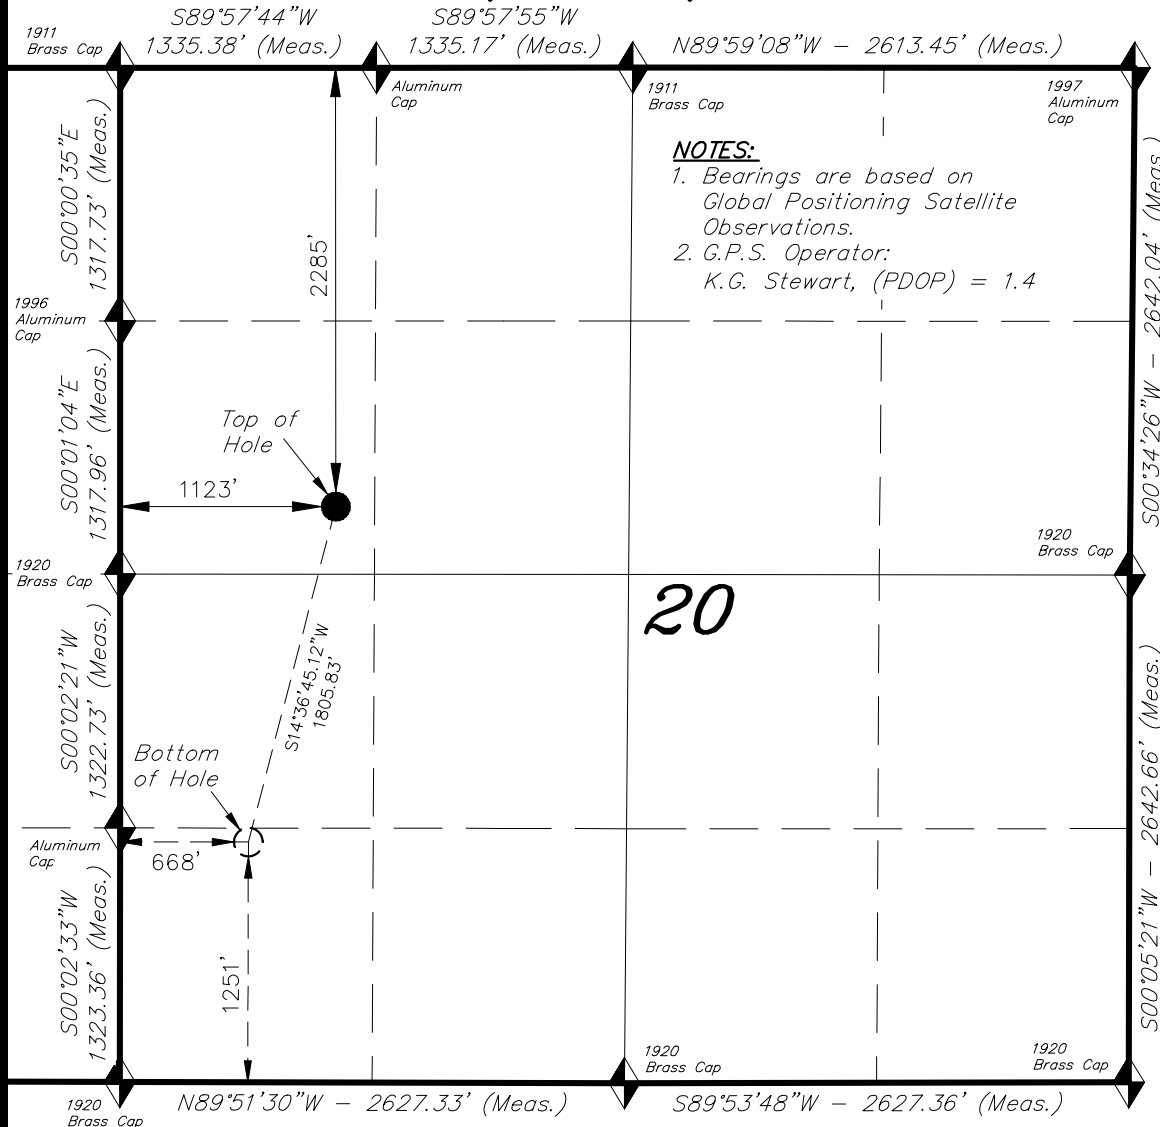 S89°57'44"W
1335.38' (Meas.)
S89°57'55"W
1335.17' (Meas.)
N89°59'08"W – 2613.45' (Meas.)
1911
Brass Cap
Aluminum
Cap
1911
Brass Cap
1997
Aluminum
Cap
S00°00'35"E
1317.73' (Meas.)
2285'
NOTES:
1. Bearings are based on
Global Positioning Satellite
Observations.
2. G.P.S. Operator:
K.G. Stewart, (PDOP) = 1.4
S00°34'26"W – 2642.04' (Meas.)
1996
Aluminum
Cap
S00°01'04"E
1317.96' (Meas.)
Top of
Hole
1123'
1920
Brass Cap
1920
Brass Cap
20
S00°02'21"W
1322.73' (Meas.)
S14°36'45.12"W
1805.83'
Bottom
of Hole
S00°05'21"W – 2642.66' (Meas.)
Aluminum
Cap
668'
S00°02'33"W
1323.36' (Meas.)
1251'
1920
Brass Cap
1920
Brass Cap
1920
Brass Cap
N89°51'30"W – 2627.33' (Meas.)
S89°53'48"W – 2627.36' (Meas.)